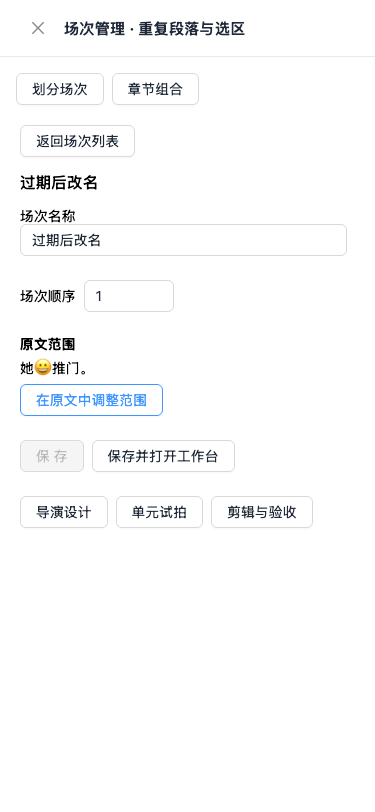 场次管理 · 重复段落与选区
划分场次 章节组合
返回场次列表
过期后改名
场次名称
过期后改名
场次顺序 1
原文范围
她😀推门。
在原文中调整范围
保 存 保存并打开工作台
导演设计 单元试拍 剪辑与验收